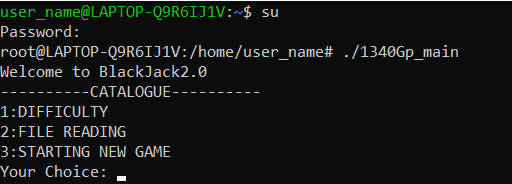 user_name@LAPTOP-Q9R6IJ1V:~$ su
Password:
root@LAPTOP-Q9R6IJ1V:/home/user_name# ./1340Gp_main
Welcome to BlackJack2.0
----------CATALOGUE----------
1:DIFFICULTY
2:FILE READING
3:STARTING NEW GAME
Your Choice: